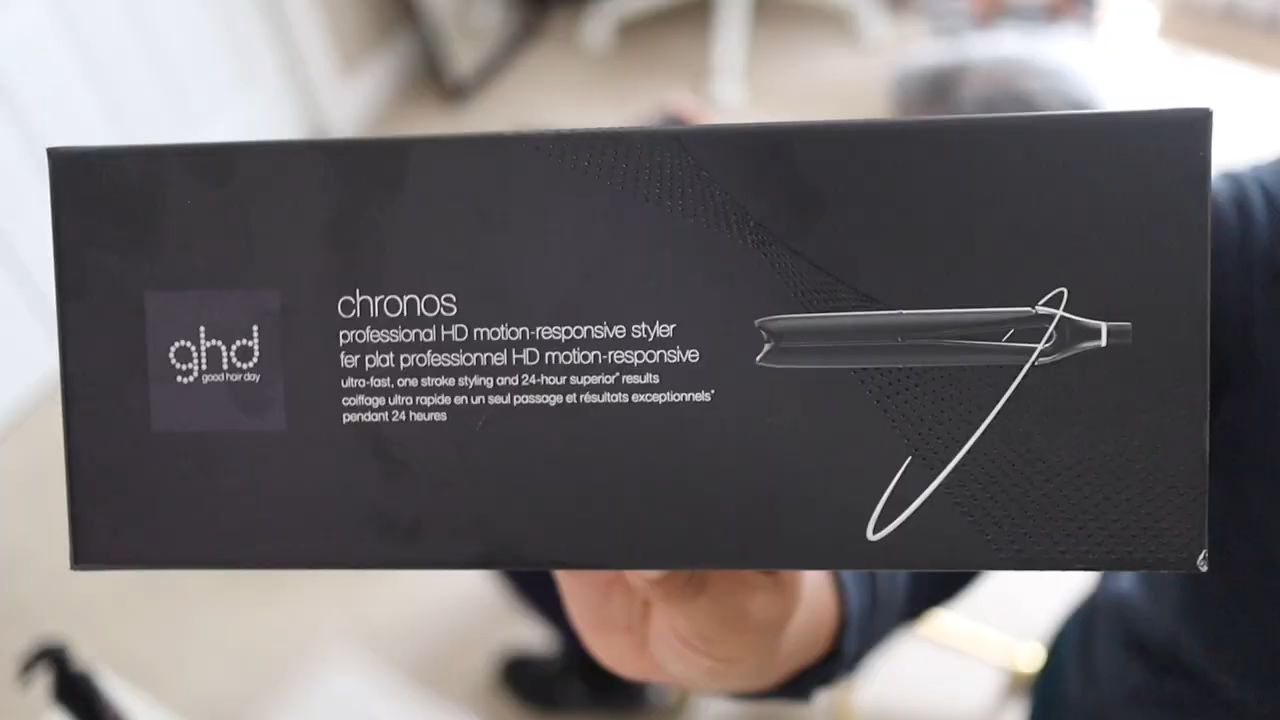 ghd
good hair day
chronos
professional HD motion-responsive styler
fer plat professionnel HD motion-responsive
ultra-fast, one stroke styling and 24-hour superior* results
coiffage ultra rapide en un seul passage et résultats exceptionnels*
pendant 24 heures